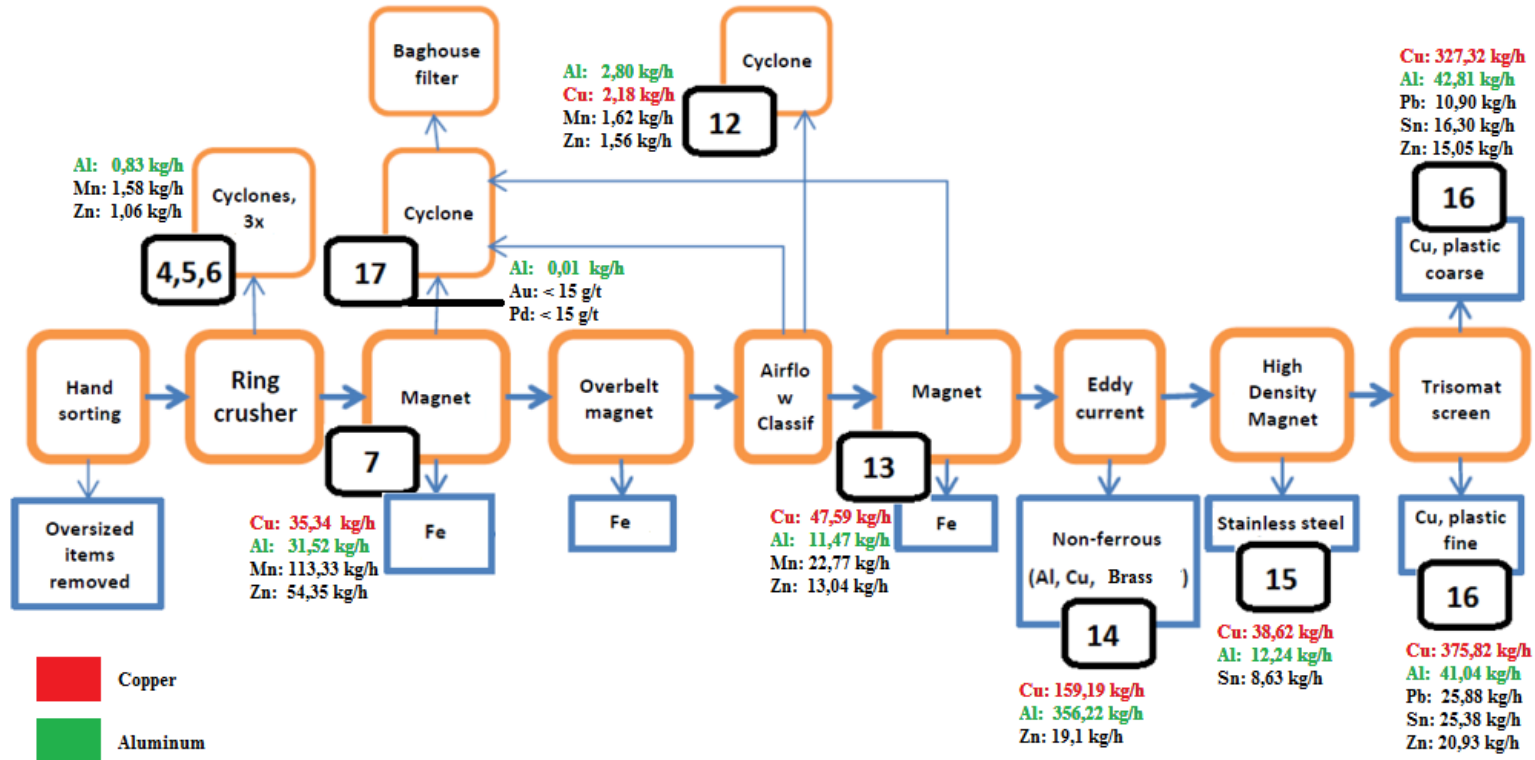 Baghouse
filter
Al: 2,80 kg/h
Cu: 2,18 kg/h
Mn: 1,62 kg/h
Zn: 1,56 kg/h
Cyclone
12
Cu: 327,32 kg/h
Al: 42,81 kg/h
Pb: 10,90 kg/h
Sn: 16,30 kg/h
Zn: 15,05 kg/h
16
Cu, plastic
coarse
Al: 0,83 kg/h
Mn: 1,58 kg/h
Zn: 1,06 kg/h
Cyclones,
3x
4,5,6
Cyclone
17
Al: 0,01 kg/h
Au: < 15 g/t
Pd: < 15 g/t
Hand
sorting
Ring
crusher
Magnet
Overbelt
magnet
Airflo
w
Classif
Magnet
Eddy
current
High
Density
Magnet
Trisomat
screen
7
13
Oversized
items
removed
Cu: 35,34 kg/h
Al: 31,52 kg/h
Mn: 113,33 kg/h
Zn: 54,35 kg/h
Fe
Fe
Cu: 47,59 kg/h
Al: 11,47 kg/h
Mn: 22,77 kg/h
Zn: 13,04 kg/h
Fe
Non-ferrous
(Al, Cu, Brass )
14
Cu: 159,19 kg/h
Al: 356,22 kg/h
Zn: 19,1 kg/h
Stainless steel
15
Cu: 38,62 kg/h
Al: 12,24 kg/h
Sn: 8,63 kg/h
Cu, plastic
fine
16
Cu: 375,82 kg/h
Al: 41,04 kg/h
Pb: 25,88 kg/h
Sn: 25,38 kg/h
Zn: 20,93 kg/h
Copper
Aluminum